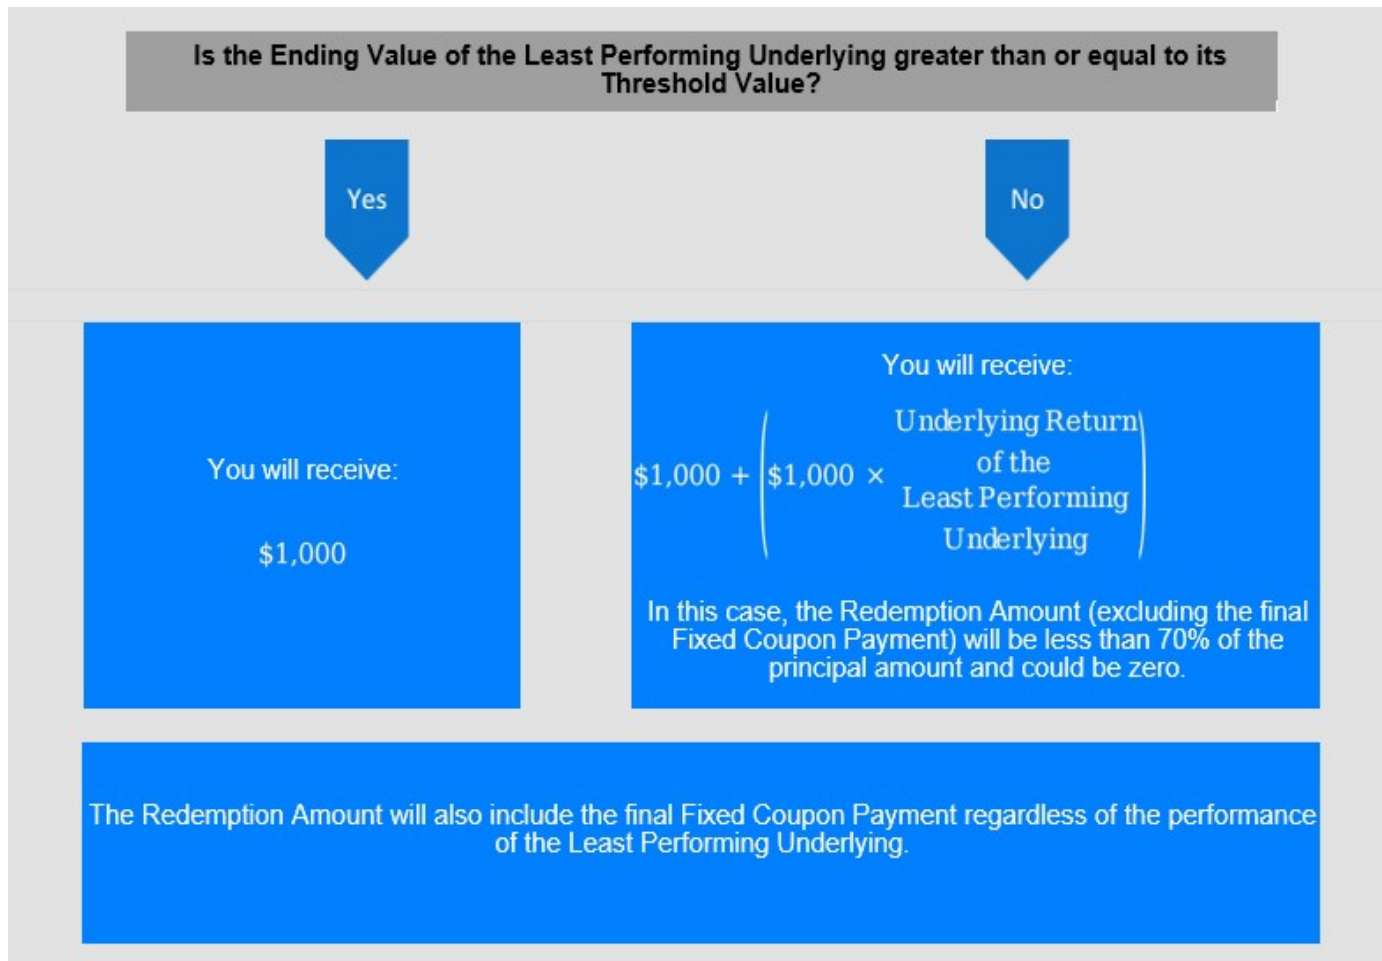 Is the Ending Value of the Least Performing Underlying greater than or equal to its
Threshold Value?
Yes
No
You will receive:
$1,000
You will receive:
$1,000 + ($1,000 × Underlying Return
of the
Least Performing
Underlying)
In this case, the Redemption Amount (excluding the final
Fixed Coupon Payment) will be less than 70% of the
principal amount and could be zero.
The Redemption Amount will also include the final Fixed Coupon Payment regardless of the performance
of the Least Performing Underlying.